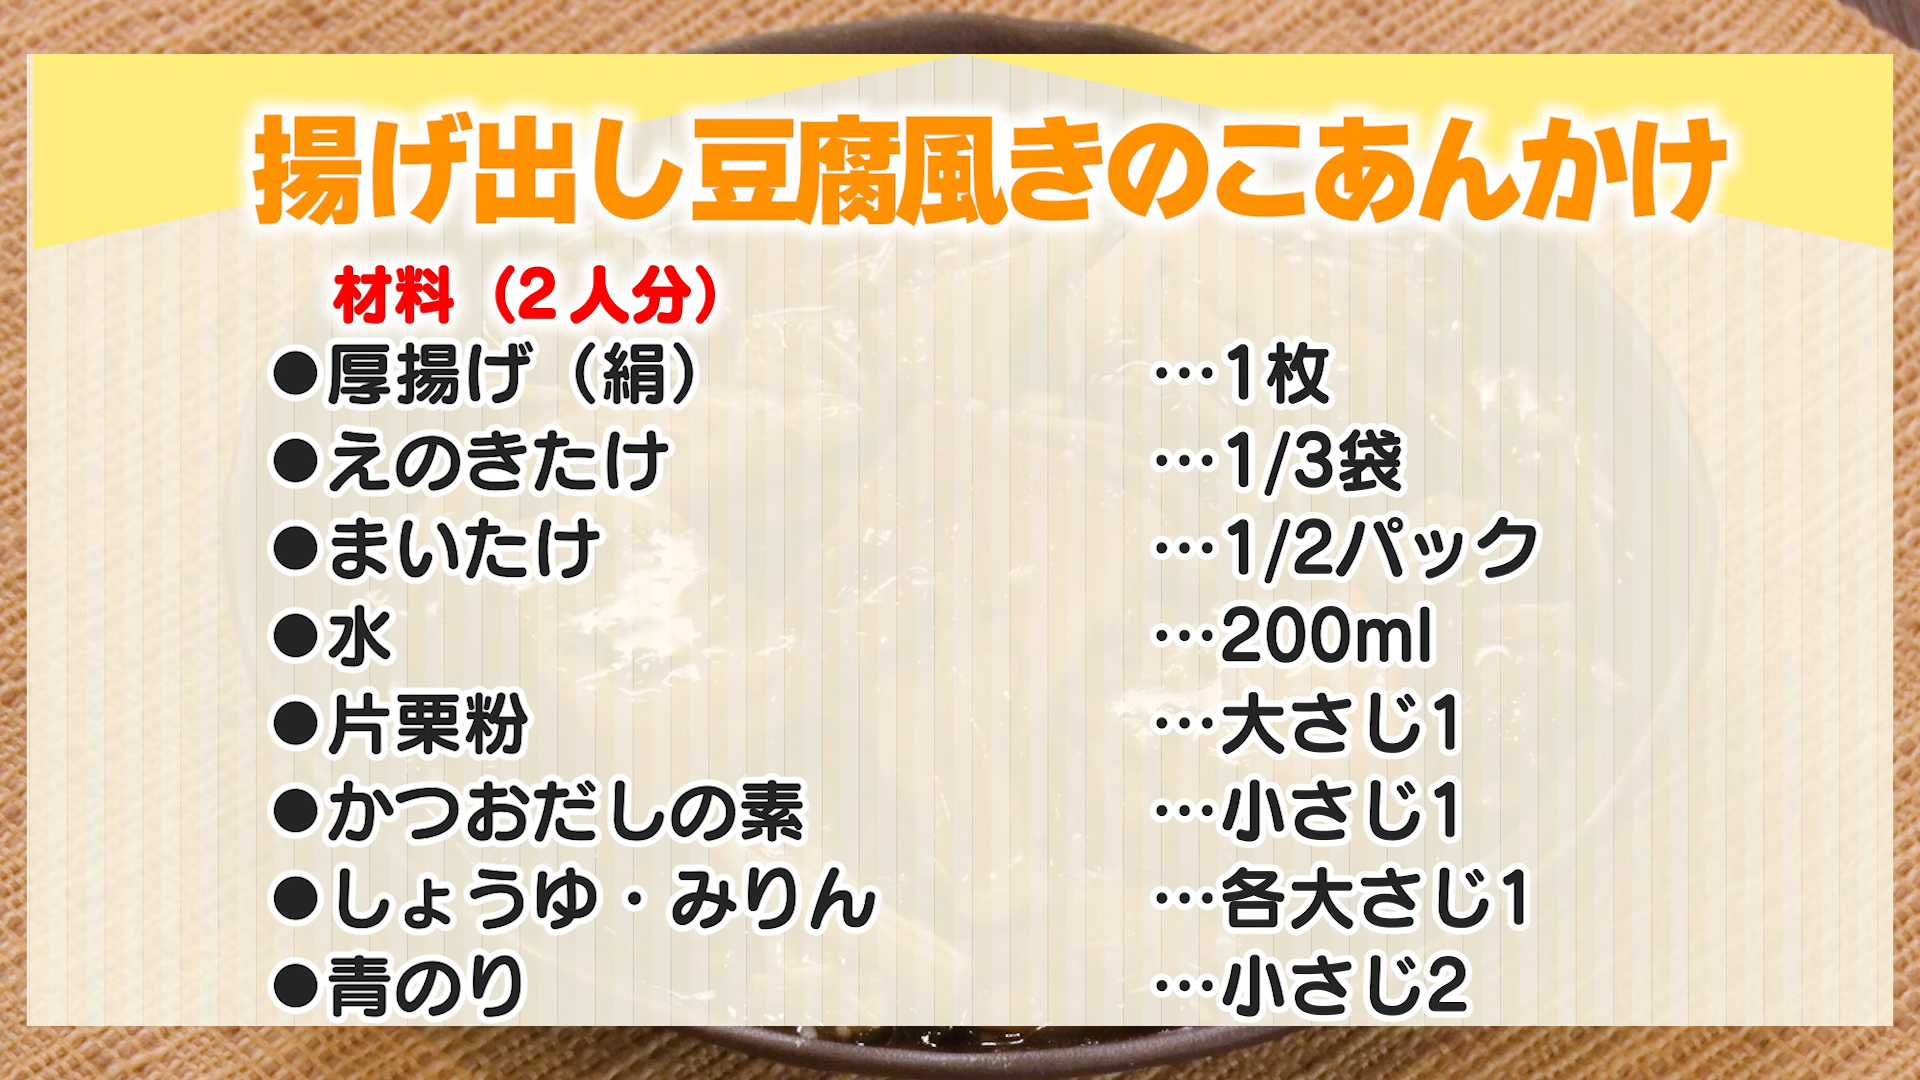 揚げ出し豆腐風きのこあんかけ
材料（2人分）
●厚揚げ（絹） …1枚
●えのきたけ …1/3袋
●まいたけ …1/2パック
●水 …200ml
●片栗粉 …大さじ1
●かつおだしの素 …小さじ1
●しょうゆ・みりん …各大さじ1
●青のり …小さじ2